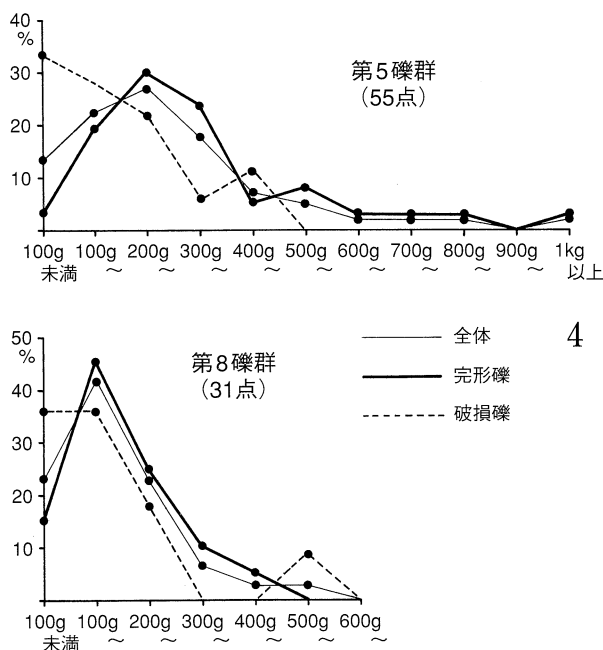 40
%
30
20
10
第5礫群
（55点）
100g 100g 200g 300g 400g 500g 600g 700g 800g 900g 1kg
未満 〜 〜 〜 〜 〜 〜 〜 〜 〜 以上
50
%
40
30
20
10
第8礫群
（31点）
全体
完形礫
破損礫
4
100g 100g 200g 300g 400g 500g 600g
未満 〜 〜 〜 〜 〜 〜